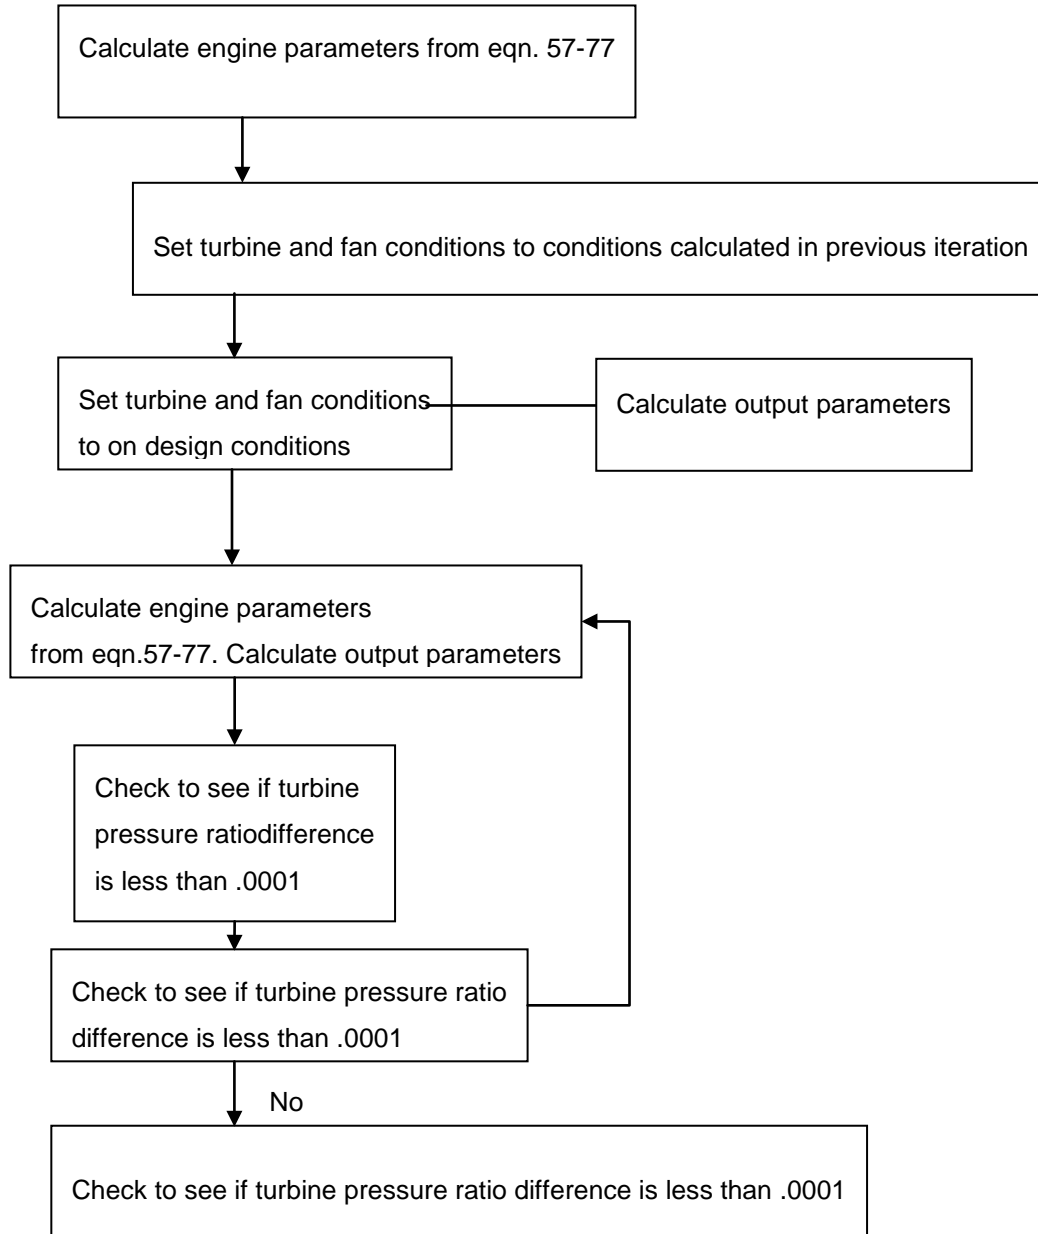 Calculate engine parameters from eqn. 57-77
Set turbine and fan conditions to conditions calculated in previous iteration
Set turbine and fan conditions
to on design conditions
Calculate output parameters
Calculate engine parameters
from eqn.57-77. Calculate output parameters
Check to see if turbine
pressure ratiodifference
is less than .0001
Check to see if turbine pressure ratio
difference is less than .0001
No
Check to see if turbine pressure ratio difference is less than .0001